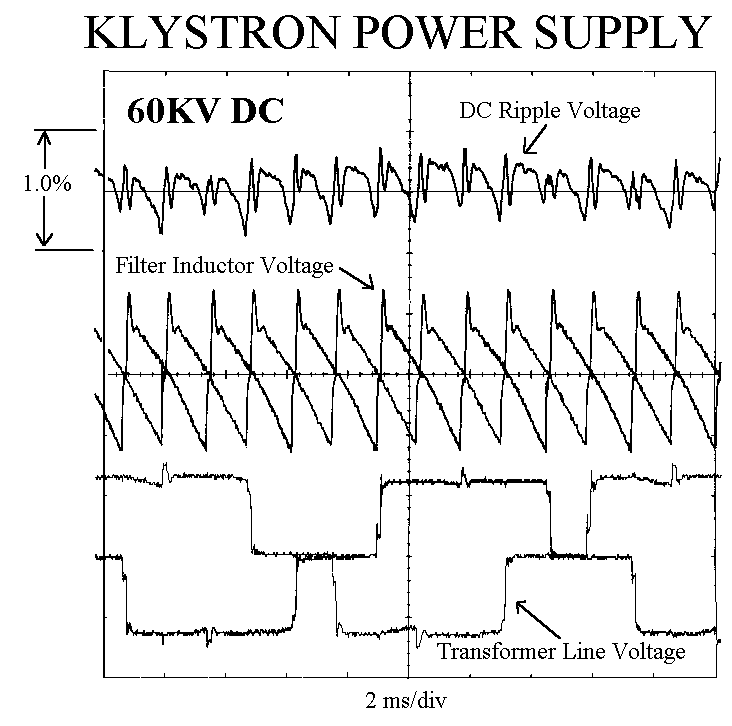 KLYSTRON POWER SUPPLY
60KV DC
DC Ripple Voltage
1.0%
Filter Inductor Voltage
Transformer Line Voltage
2 ms/div